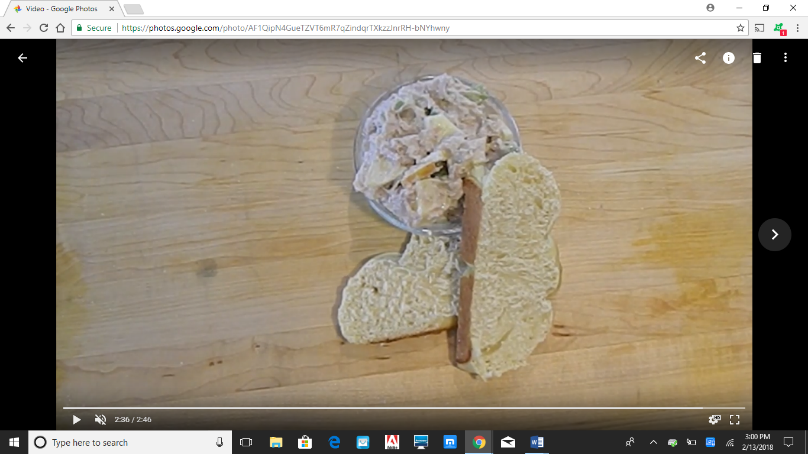 Video - Google Photos
Secure | https://photos.google.com/photo/AF1QipN4GueTZVT6mR7qZindqrTXkzzJnrRH-bNYhwny
2:36 / 2:46
Type here to search
3:00 PM
2/13/2018